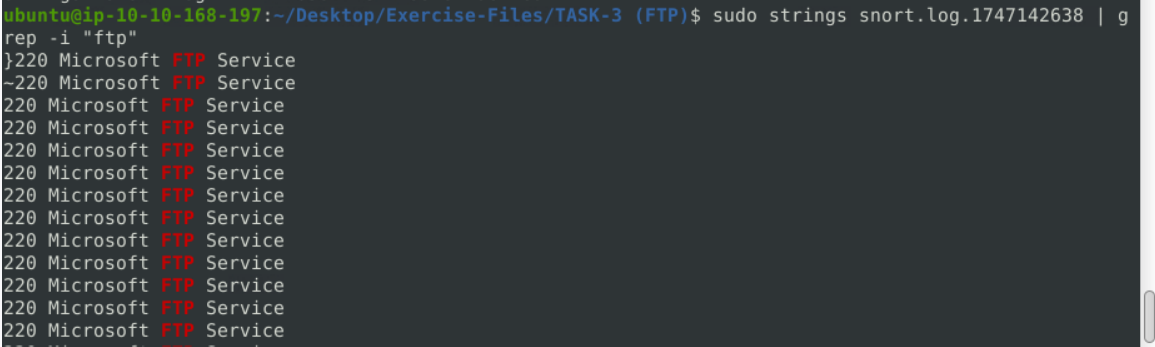 ubuntu@ip-10-10-168-197:~/Desktop/Exercise-Files/TASK-3 (FTP)$ sudo strings snort.log.1747142638 | g
rep -i "ftp"
}220 Microsoft FTP Service
~220 Microsoft FTP Service
220 Microsoft FTP Service
220 Microsoft FTP Service
220 Microsoft FTP Service
220 Microsoft FTP Service
220 Microsoft FTP Service
220 Microsoft FTP Service
220 Microsoft FTP Service
220 Microsoft FTP Service
220 Microsoft FTP Service
220 Microsoft FTP Service
220 Microsoft FTP Service